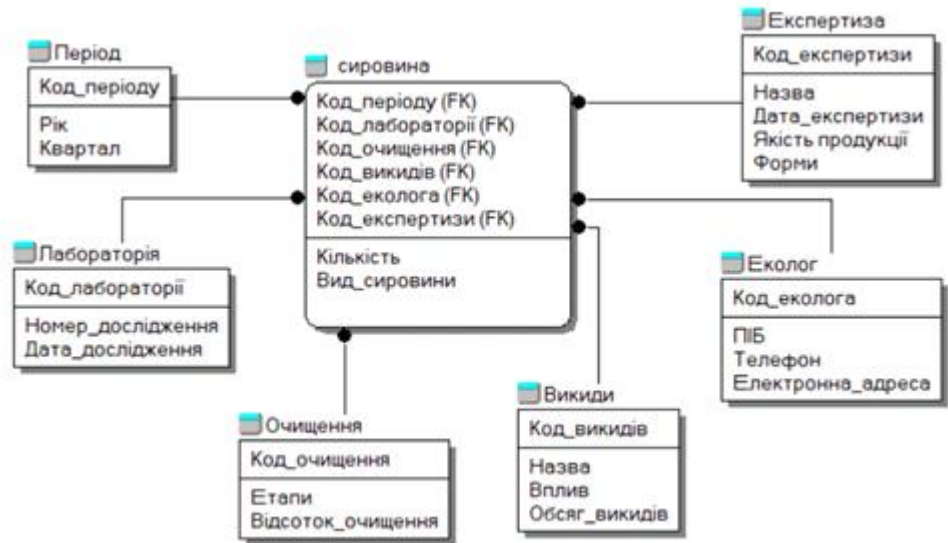 Період
Код_періоду
Рік
Квартал
сировина
Код_періоду (FK)
Код_лабораторії (FK)
Код_очищення (FK)
Код_викидів (FK)
Код_еколога (FK)
Код_експертизи (FK)
Кількість
Вид_сировини
Експертиза
Код_експертизи
Назва
Дата_експертизи
Якість продукції
Форми
Лабораторія
Код_лабораторії
Номер_дослідження
Дата_дослідження
Еколог
Код_еколога
ПІБ
Телефон
Електронна_адреса
Очищення
Код_очищення
Етапи
Відсоток_очищення
Викиди
Код_викидів
Назва
Вплив
Обсяг_викидів